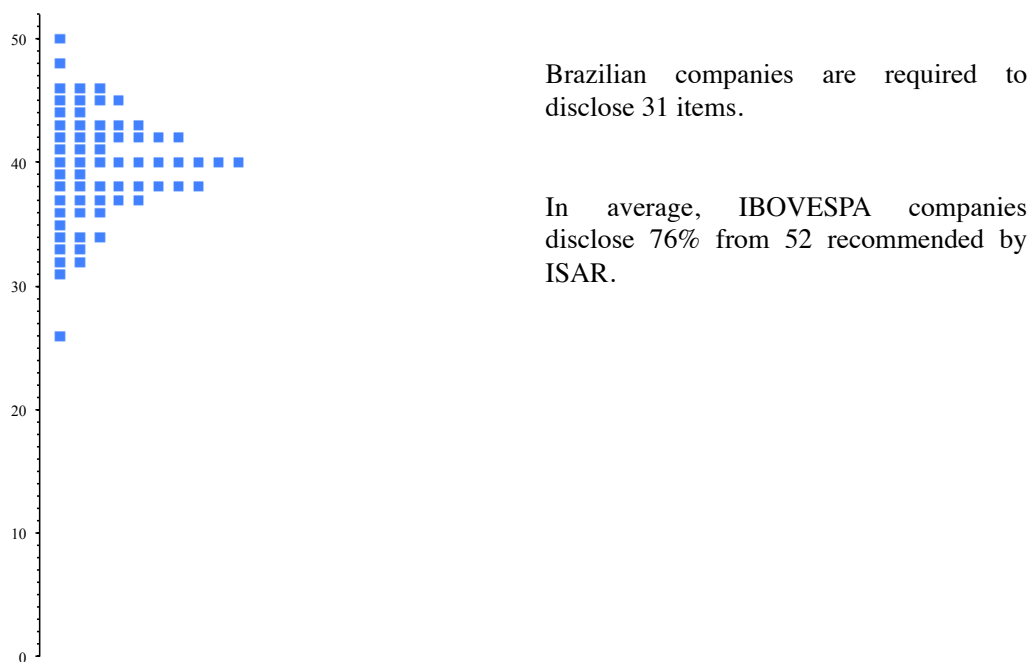 50
40
30
20
10
0
Brazilian companies are required to
disclose 31 items.
In average, IBOVESPA companies
disclose 76% from 52 recommended by
ISAR.